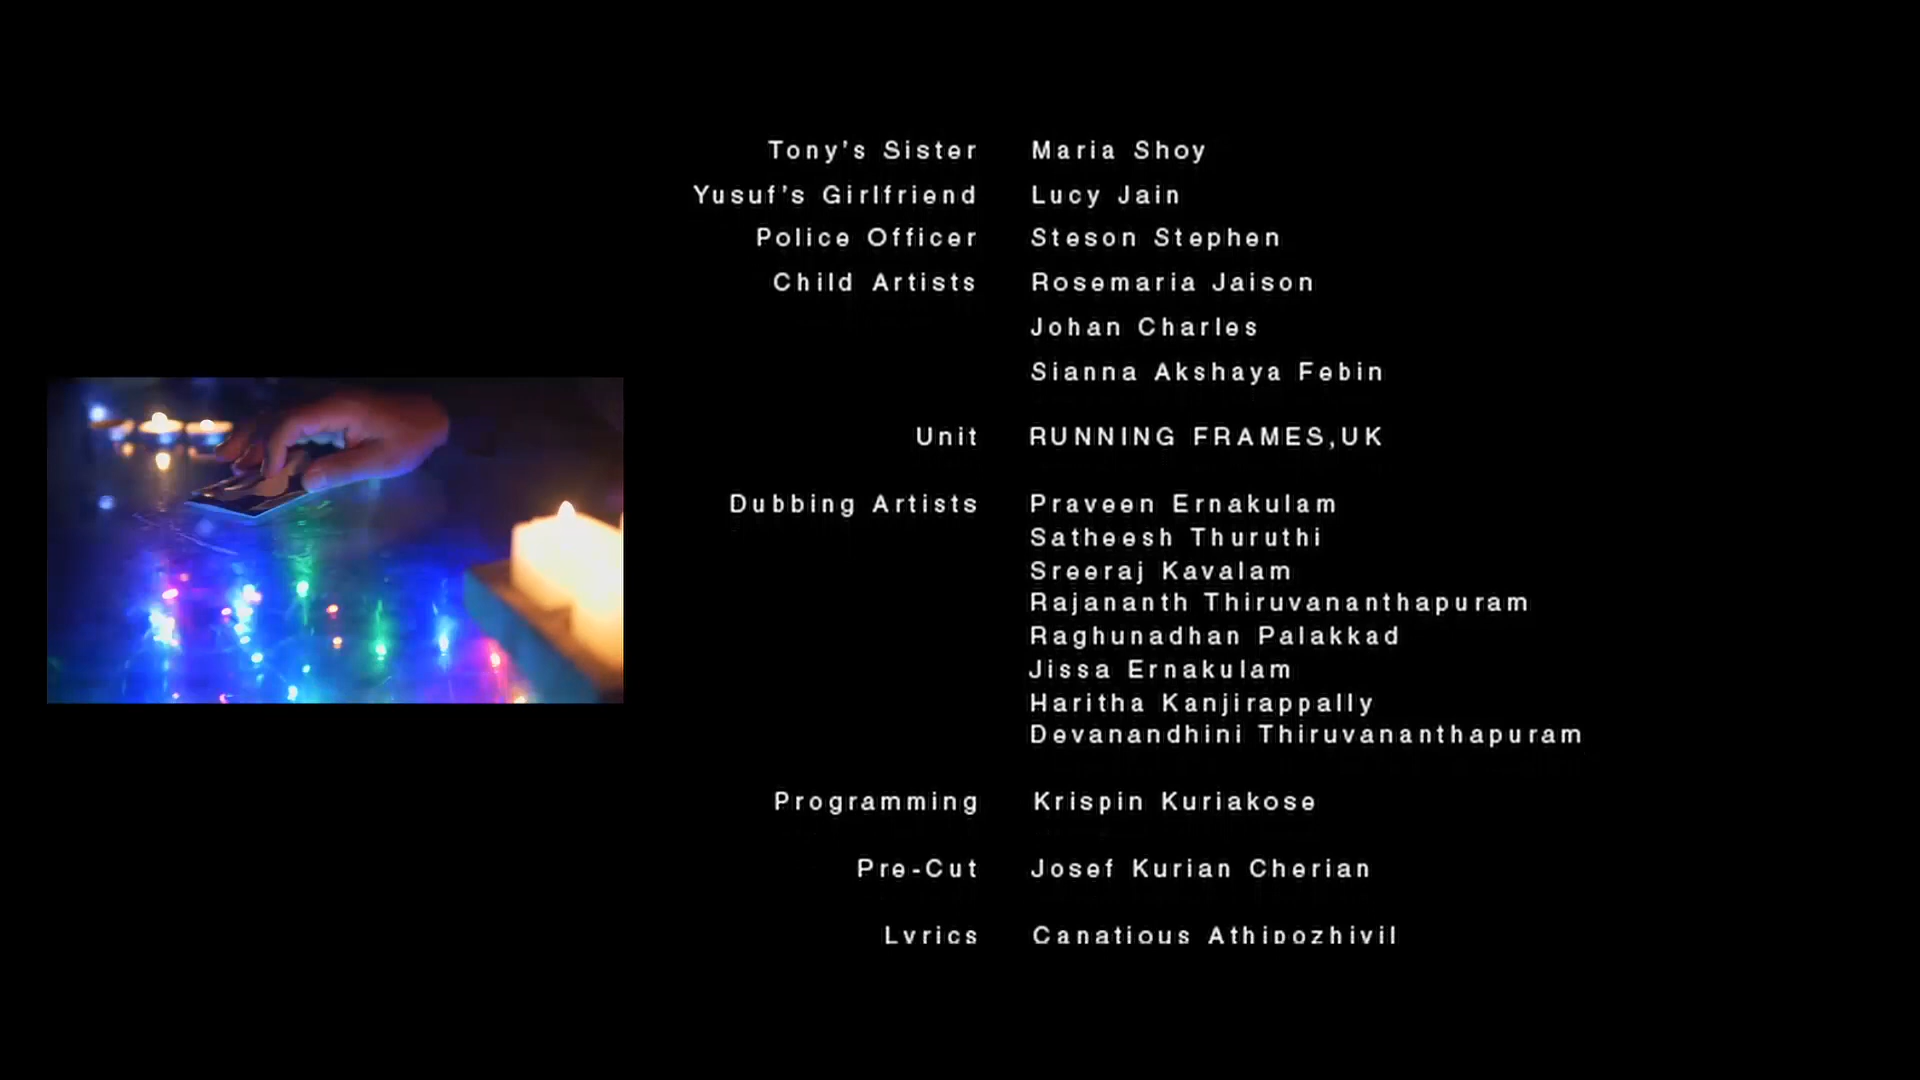 Tony's Sister Maria Shoy
Yusuf's Girlfriend Lucy Jain
Police Officer Steson Stephen
Child Artists Rosemaria Jaison
Johan Charles
Sianna Akshaya Febin
Unit RUNNING FRAMES,UK
Dubbing Artists Praveen Ernakulam
Satheesh Thuruthi
Sreeraj Kavalam
Rajananth Thiruvananthapuram
Raghunadhan Palakkad
Jissa Ernakulam
Haritha Kanjirappally
Devanandhini Thiruvananthapuram
Programming Krispin Kuriakose
Pre-Cut Josef Kurian Cherian
Lyrics Canatious Athipozhiyil